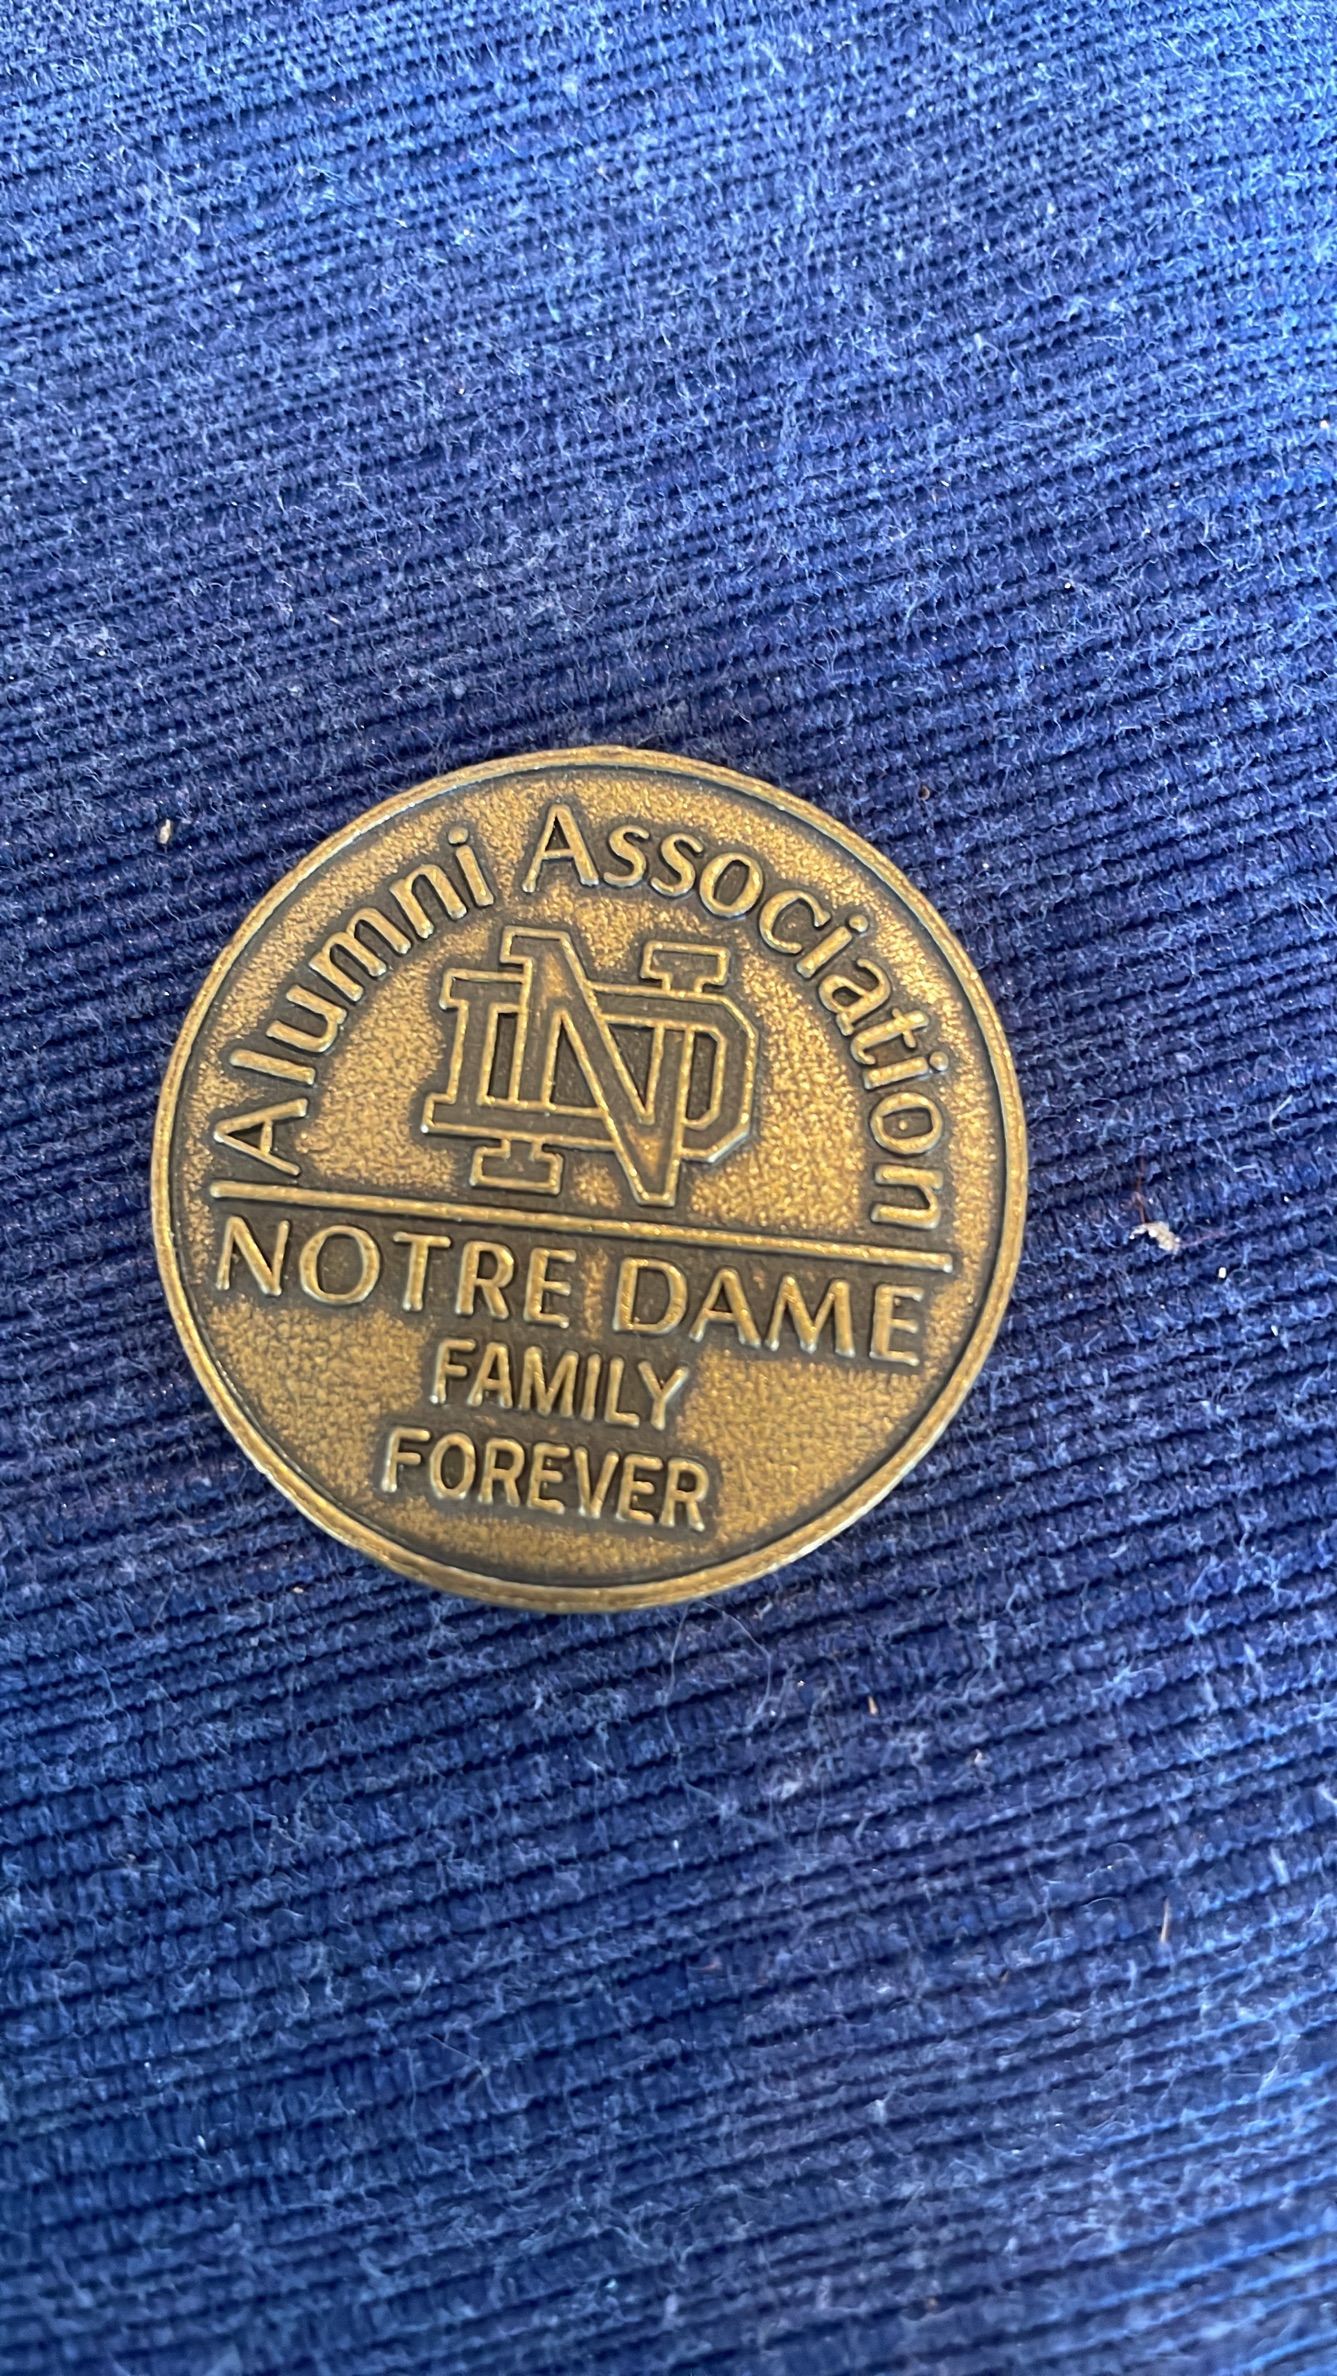 Alumni Association
ND
NOTRE DAME
FAMILY
FOREVER